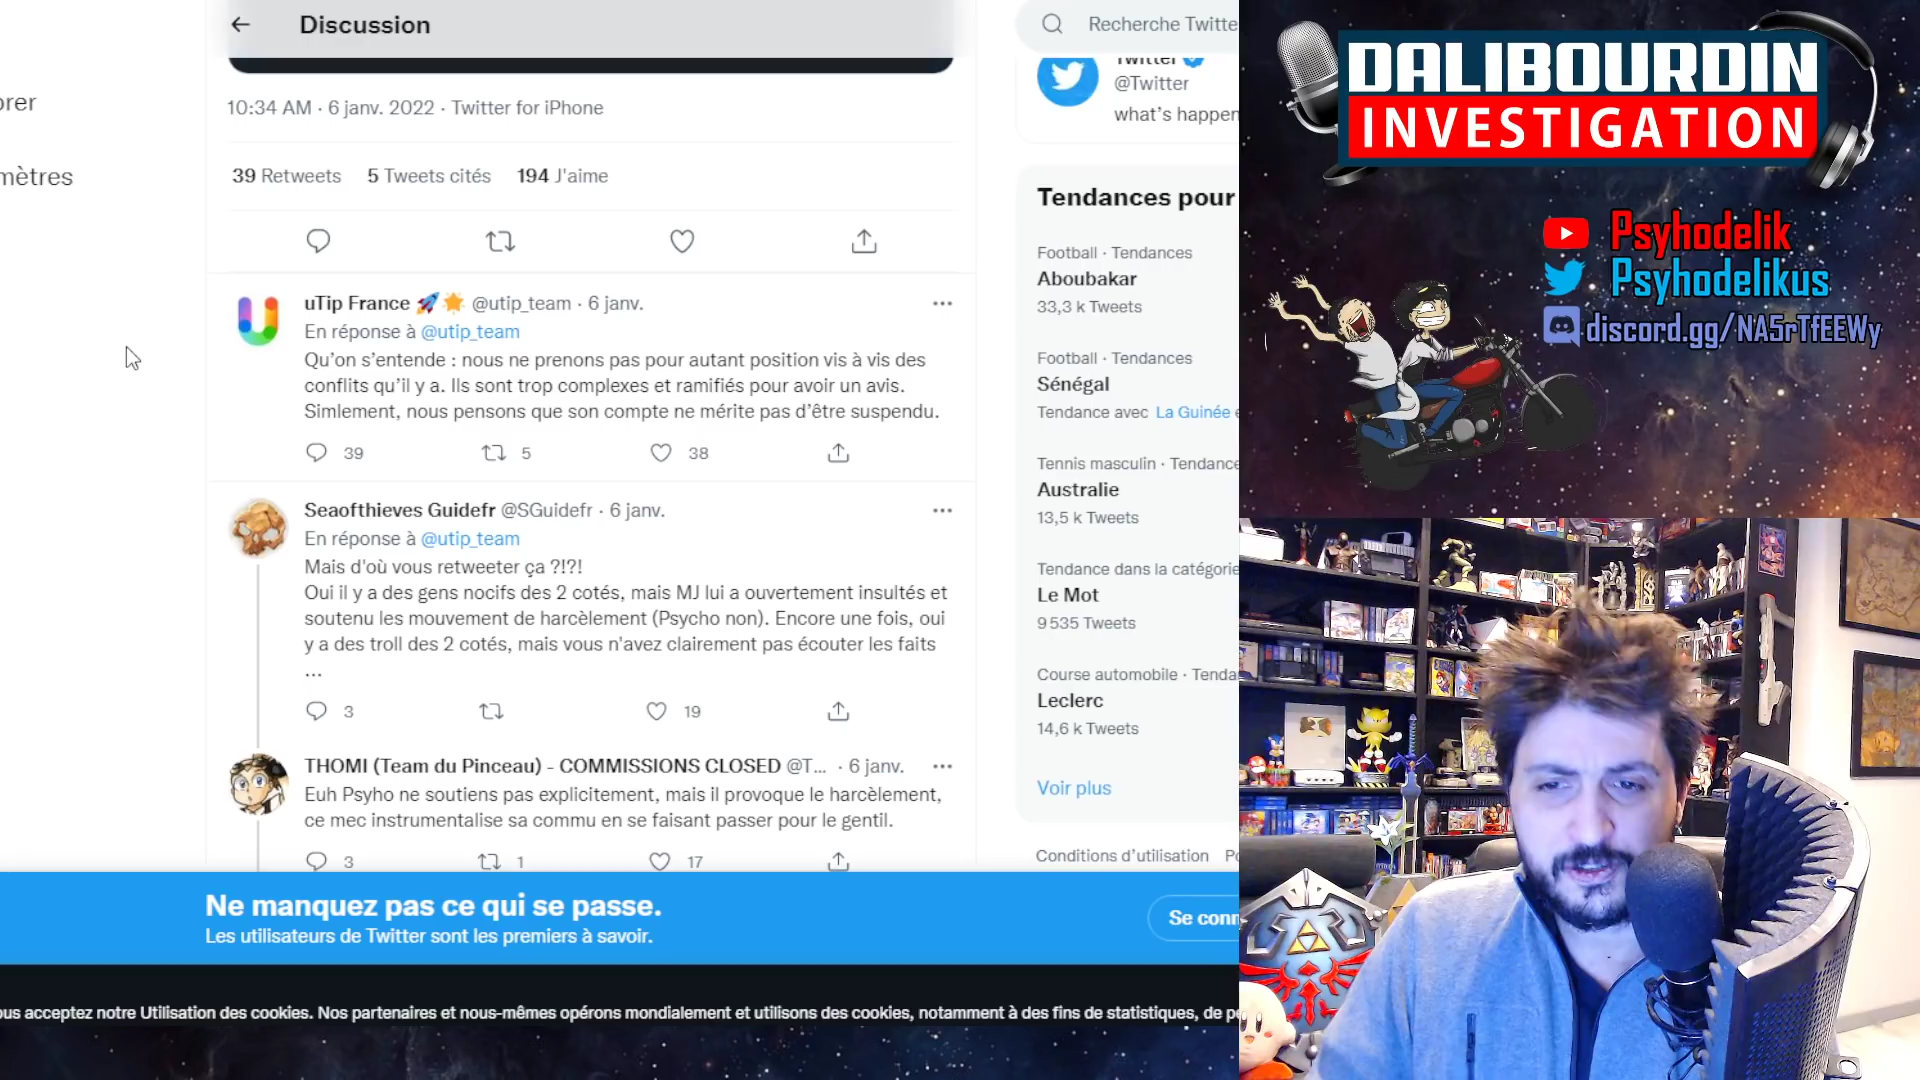 Discussion
Recherche Twitte
orer
mètres
10:34 AM · 6 janv. 2022 · Twitter for iPhone
39 Retweets 5 Tweets cités 194 J'aime
uTip France 🚀🌟 @utip_team · 6 janv.
En réponse à @utip_team
Qu'on s'entende : nous ne prenons pas pour autant position vis à vis des
conflits qu'il y a. Ils sont trop complexes et ramifiés pour avoir un avis.
Simlement, nous pensons que son compte ne mérite pas d'être suspendu.
39 5 38
Seaofthieves Guidefr @SGuidefr · 6 janv.
En réponse à @utip_team
Mais d'où vous retweeter ça ?!?!
Oui il y a des gens nocifs des 2 cotés, mais MJ lui a ouvertement insultés et
soutenu les mouvement de harcèlement (Psycho non). Encore une fois, oui
y a des troll des 2 cotés, mais vous n'avez clairement pas écouter les faits
...
3 19
THOMI (Team du Pinceau) - COMMISSIONS CLOSED @T... · 6 janv.
Euh Psyho ne soutiens pas explicitement, mais il provoque le harcèlement,
ce mec instrumentalise sa commu en se faisant passer pour le gentil.
3 1 17
Twitter
@Twitter
what's happen
Tendances pour
Football · Tendances
Aboubakar
33,3 k Tweets
Football · Tendances
Sénégal
Tendance avec La Guinée e
Tennis masculin · Tendance
Australie
13,5 k Tweets
Tendance dans la catégorie
Le Mot
9 535 Tweets
Course automobile · Tenda
Leclerc
14,6 k Tweets
Voir plus
Conditions d'utilisation Po
Ne manquez pas ce qui se passe.
Les utilisateurs de Twitter sont les premiers à savoir.
Se conn
ous acceptez notre Utilisation des cookies. Nos partenaires et nous-mêmes opérons mondialement et utilisons des cookies, notamment à des fins de statistiques, de pe
DALIBOURDIN
INVESTIGATION
Psyhodelik
Psyhodelikus
discord.gg/NA5rTfEEWy